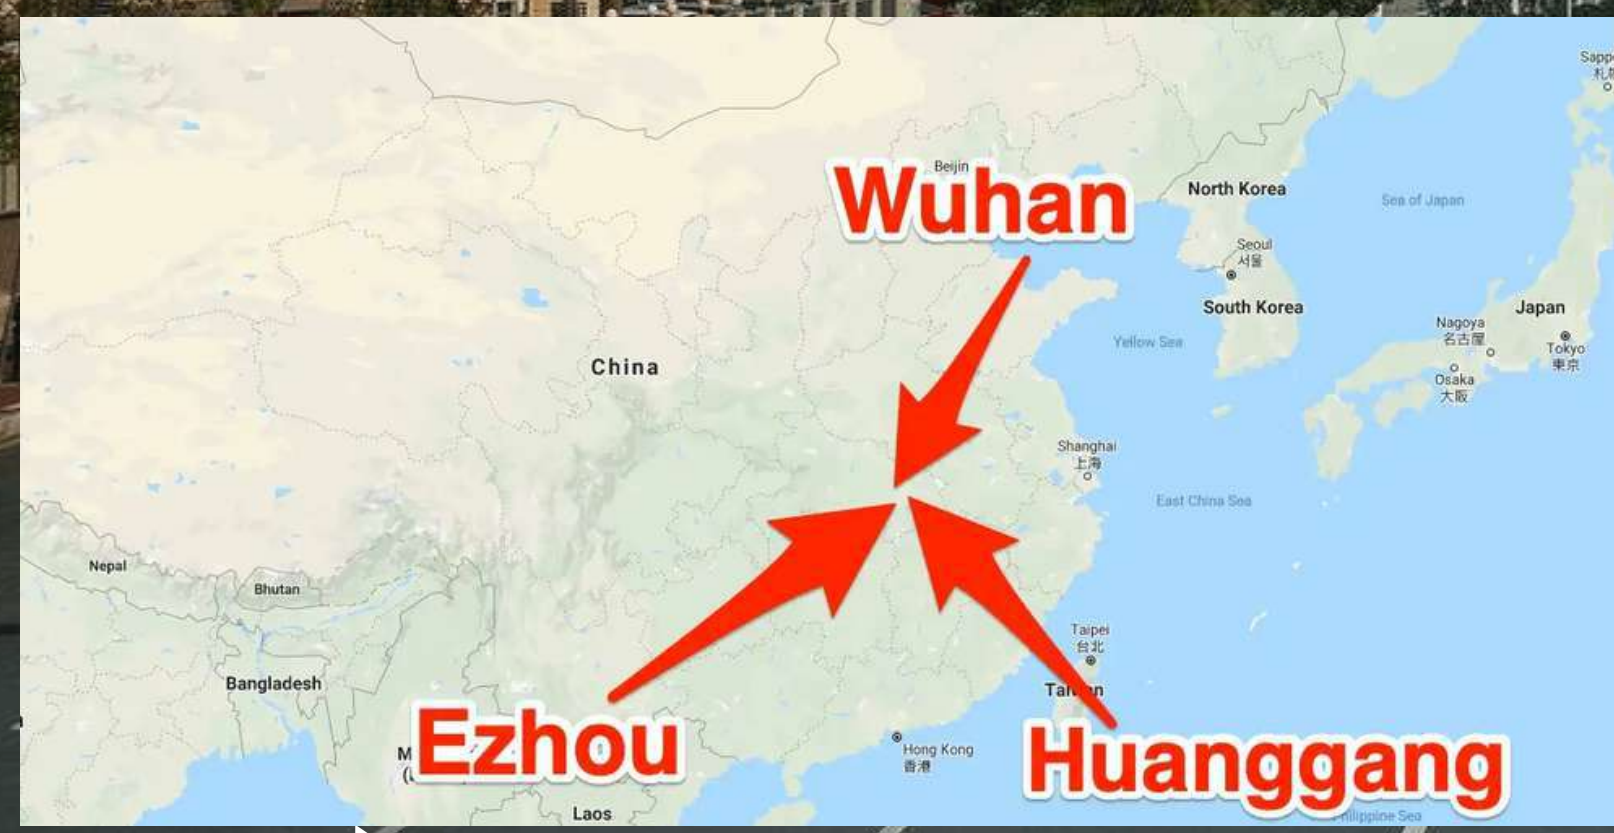 Sapp
Beijin
Wuhan
North Korea
Sea of Japan
Seoul
서울
South Korea
Japan
Nagoya
名古屋
Tokyo
東京
Yellow Sea
Osaka
大阪
China
Shanghai
上海
East China Sea
Nepal
Bhutan
Taipei
台北
Bangladesh
Ezhou
Hong Kong
香港
Huanggang
Laos